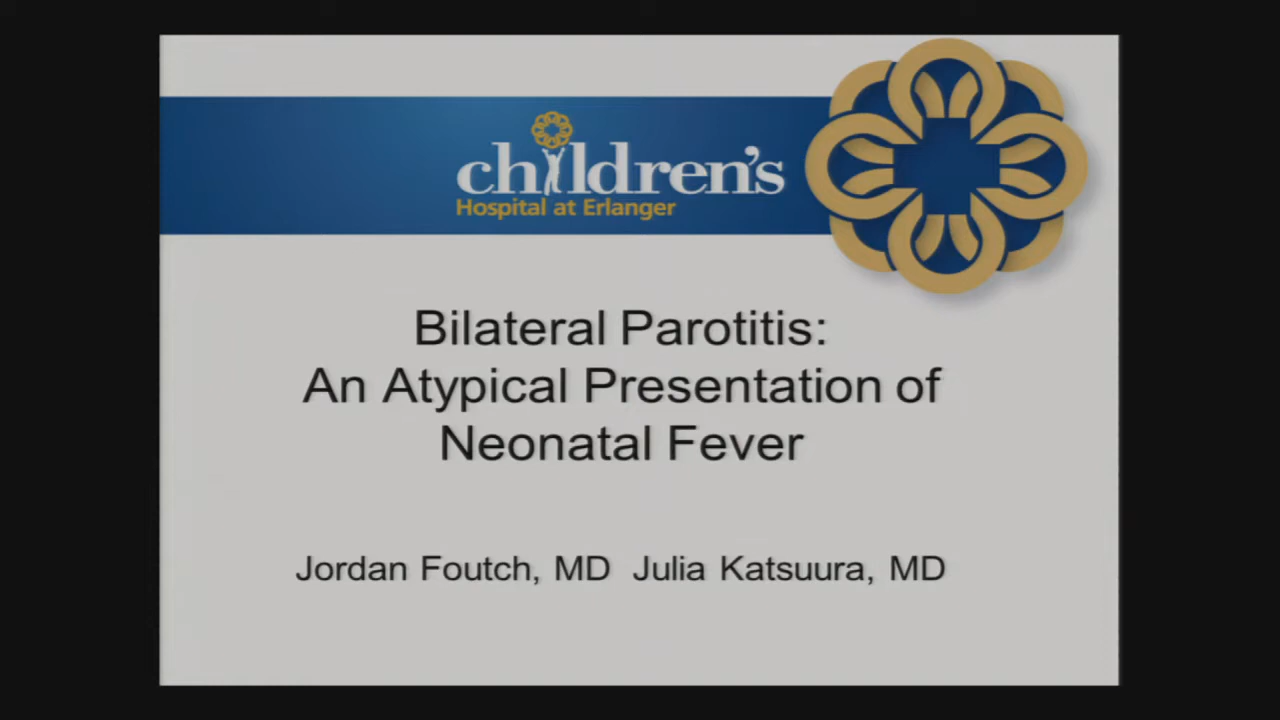 children's
Hospital at Erlanger
Bilateral Parotitis:
An Atypical Presentation of
Neonatal Fever
Jordan Foutch, MD Julia Katsuura, MD